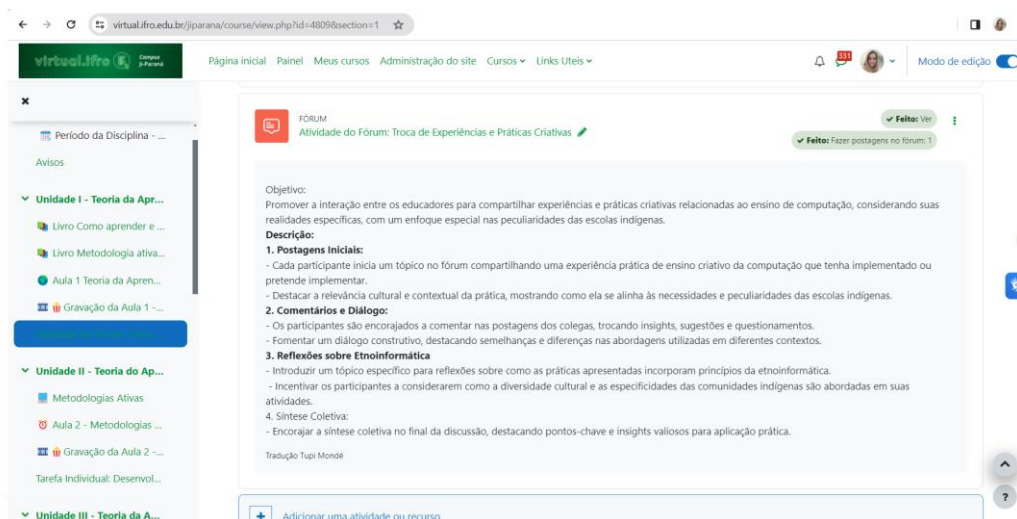 virtual.ifro.edu.br/jiparana/course/view.php?id=4809&section=1
virtual.ifro
Campus
Ji-Paraná
Página inicial Painel Meus cursos Administração do site Cursos Links Uteis
331
Modo de edição
Período da Disciplina - ...
Avisos
Unidade I - Teoria da Apr...
Livro Como aprender e ...
Livro Metodologia ativa...
Aula 1 Teoria da Apren...
Gravação da Aula 1 -...
Unidade II - Teoria do Ap...
Metodologias Ativas
Aula 2 - Metodologias ...
Gravação da Aula 2 -...
Tarefa Individual: Desenvol...
Unidade III - Teoria da A...
FÓRUM
Atividade do Fórum: Troca de Experiências e Práticas Criativas
Feito: Ver
Feito: Fazer postagens no fórum: 1
Objetivo:
Promover a interação entre os educadores para compartilhar experiências e práticas criativas relacionadas ao ensino de computação, considerando suas
realidades específicas, com um enfoque especial nas peculiaridades das escolas indígenas.
Descrição:
1. Postagens Iniciais:
- Cada participante inicia um tópico no fórum compartilhando uma experiência prática de ensino criativo da computação que tenha implementado ou
pretende implementar.
- Destacar a relevância cultural e contextual da prática, mostrando como ela se alinha às necessidades e peculiaridades das escolas indígenas.
2. Comentários e Diálogo:
- Os participantes são encorajados a comentar nas postagens dos colegas, trocando insights, sugestões e questionamentos.
- Fomentar um diálogo construtivo, destacando semelhanças e diferenças nas abordagens utilizadas em diferentes contextos.
3. Reflexões sobre Etnoinformática
- Introduzir um tópico específico para reflexões sobre como as práticas apresentadas incorporam princípios da etnoinformática.
- Incentivar os participantes a considerarem como a diversidade cultural e as especificidades das comunidades indígenas são abordadas em suas
atividades.
4. Síntese Coletiva:
- Encorajar a síntese coletiva no final da discussão, destacando pontos-chave e insights valiosos para aplicação prática.
Tradução Tupi Mondé
Adicionar uma atividade ou recurso
?